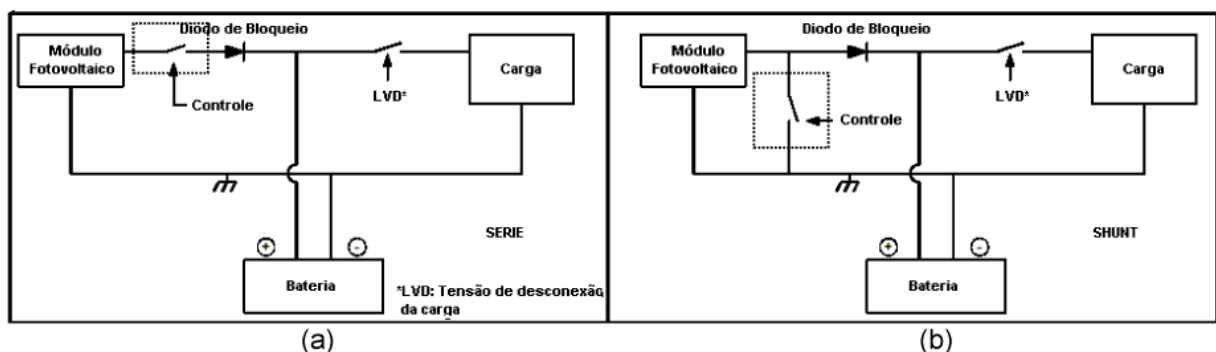 Diodo de Bloqueio
Módulo
Fotovoltaico
Controle
LVD*
Carga
SERIE
+
-
Bateria
*LVD: Tensão de desconexão
da carga
(a)
Diodo de Bloqueio
Módulo
Fotovoltaico
Controle
LVD*
Carga
SHUNT
+
-
Bateria
(b)